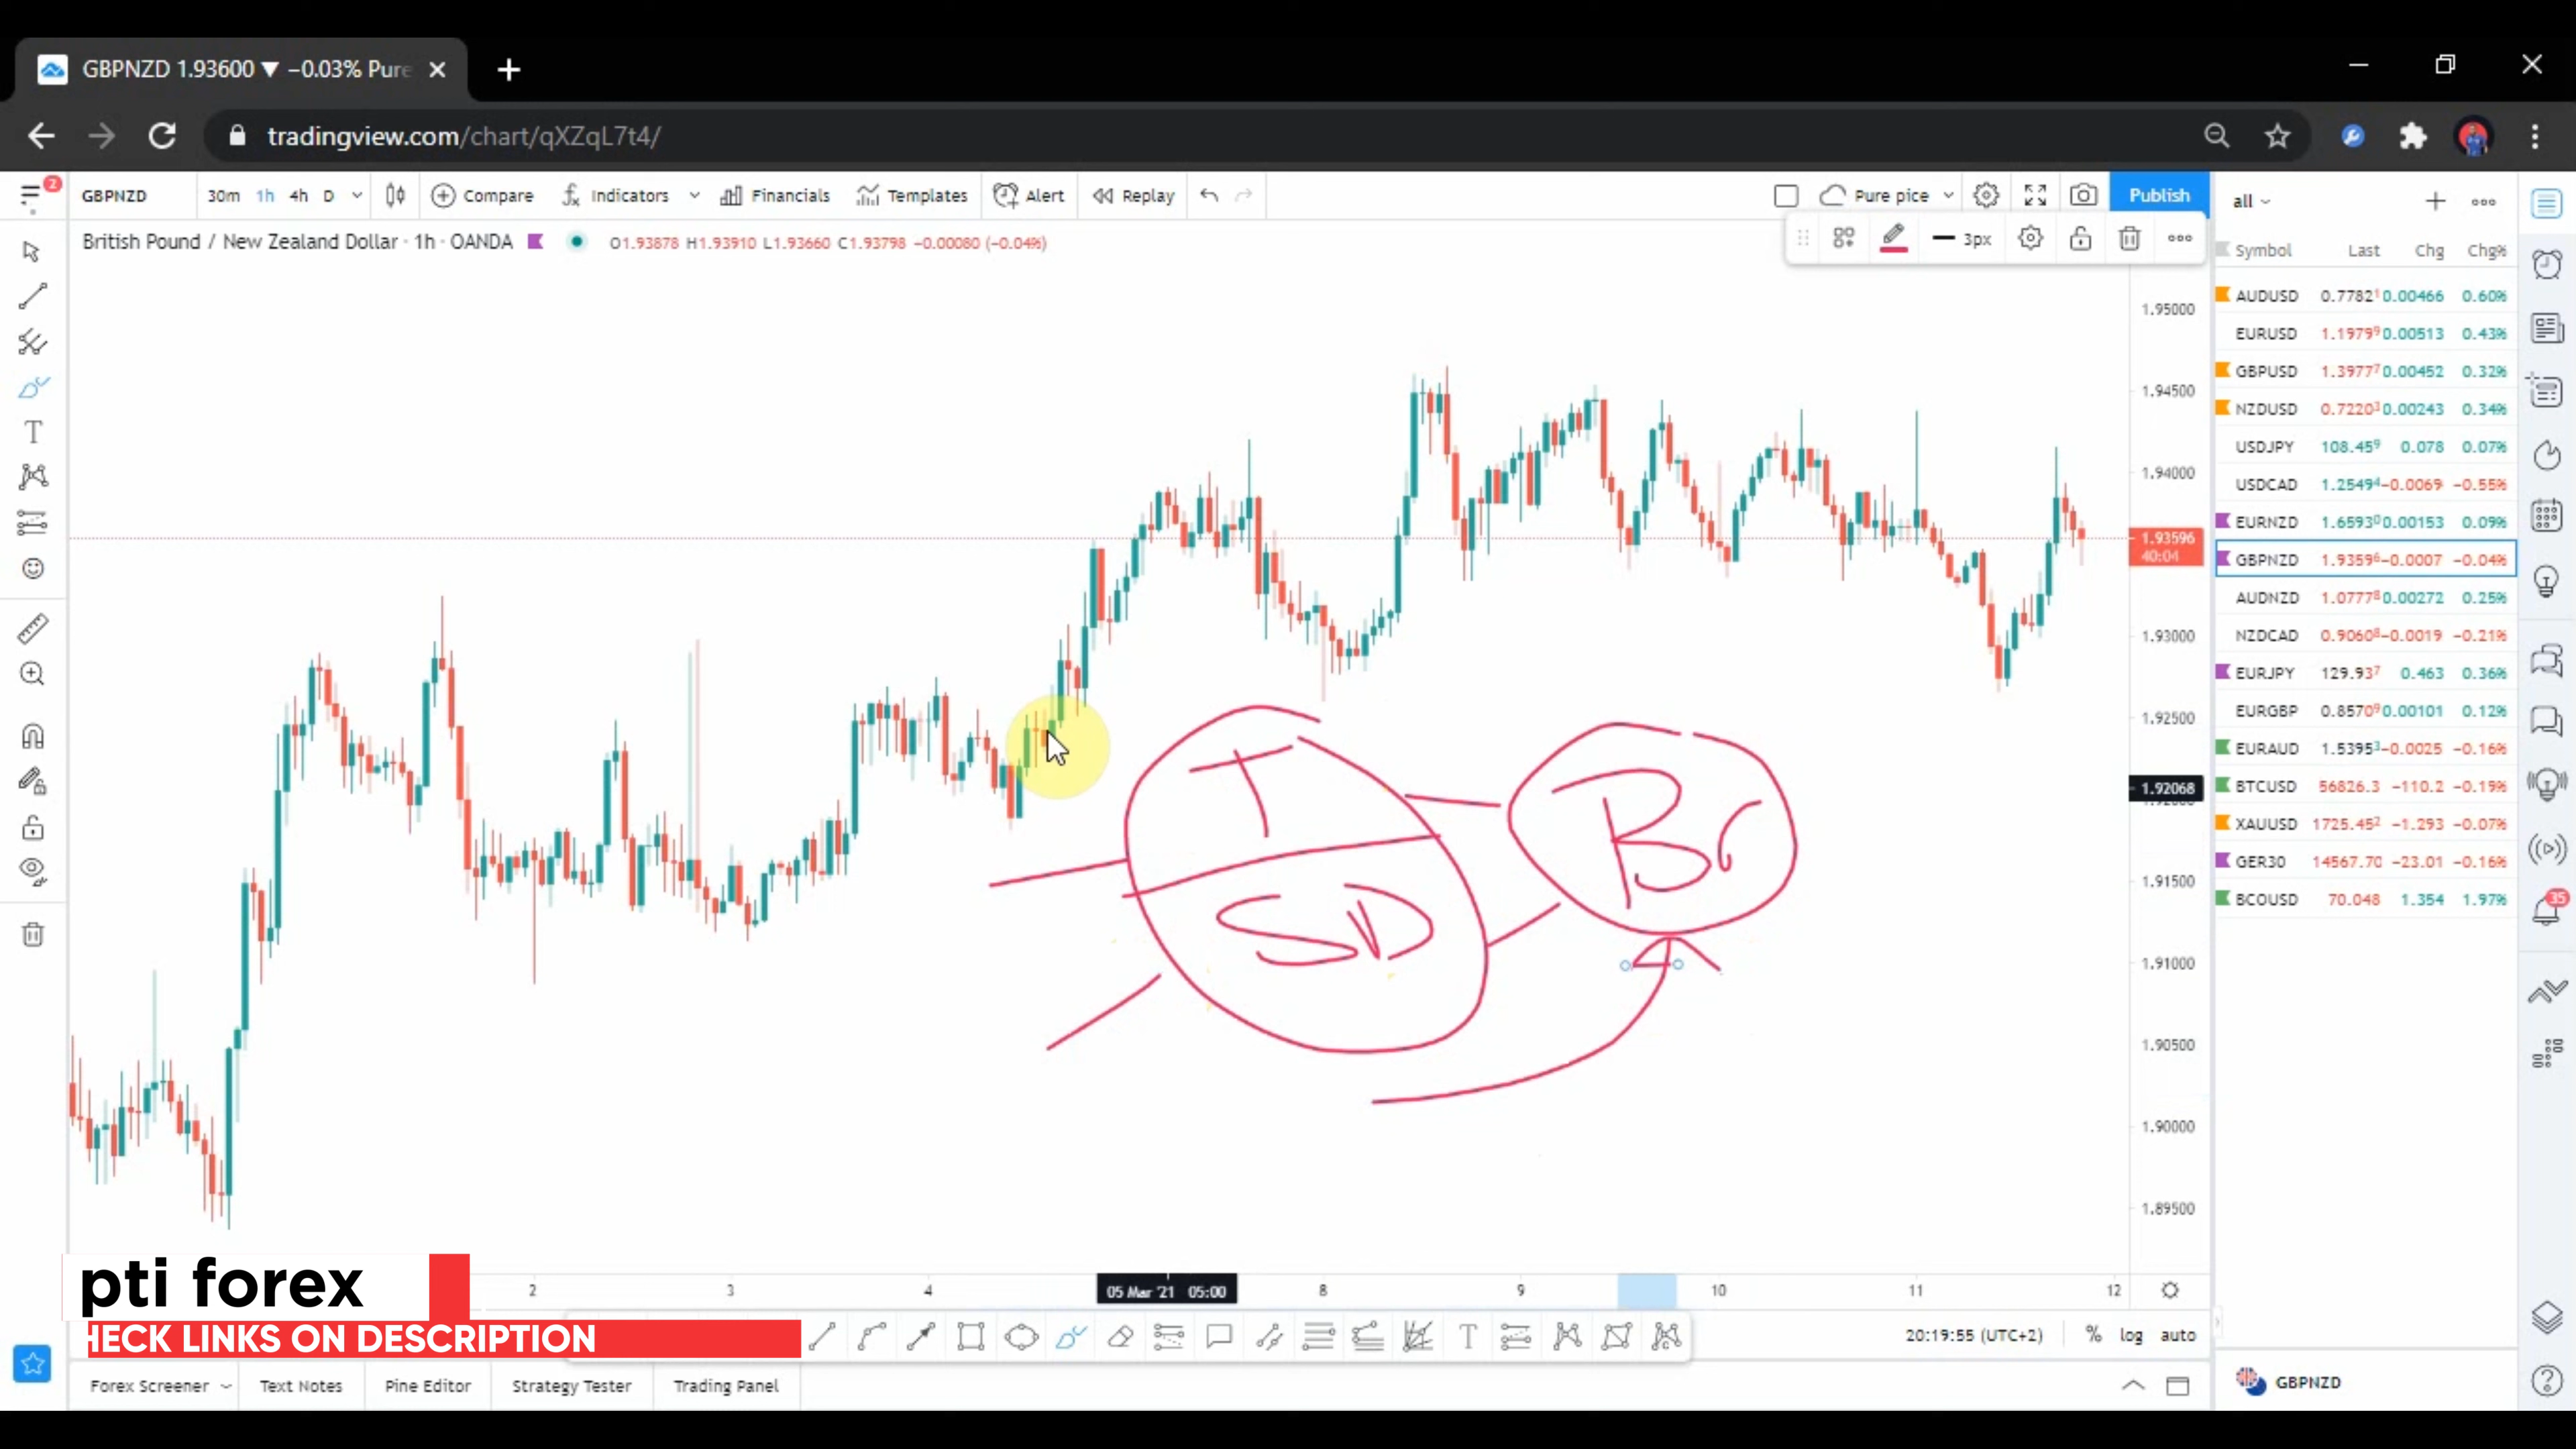 GBPNZD 1.93600 ▼ −0.03% Pure
tradingview.com/chart/qXZqL7t4/
2
GBPNZD 30m 1h 4h D Compare Indicators Financials Templates Alert Replay Pure pice Publish
all
British Pound / New Zealand Dollar · 1h · OANDA O1.93878 H1.93910 L1.93660 C1.93798 −0.00080 (−0.04%)
3px
Symbol Last Chg Chg%
AUDUSD 0.77821 0.00466 0.60%
EURUSD 1.19799 0.00513 0.43%
GBPUSD 1.39777 0.00452 0.32%
NZDUSD 0.72203 0.00243 0.34%
USDJPY 108.459 0.078 0.07%
USDCAD 1.25494 −0.0069 −0.55%
EURNZD 1.65930 0.00153 0.09%
GBPNZD 1.93596 −0.0007 −0.04%
AUDNZD 1.07778 0.00272 0.25%
NZDCAD 0.90608 −0.0019 −0.21%
EURJPY 129.937 0.463 0.36%
EURGBP 0.85709 0.00101 0.12%
EURAUD 1.53953 −0.0025 −0.16%
BTCUSD 56826.3 −110.2 −0.19%
XAUUSD 1725.452 −1.293 −0.07%
GER30 14567.70 −23.01 −0.16%
BCOUSD 70.048 1.354 1.97%
35
1.95000
1.94500
1.94000
1.93596
40:04
1.93000
1.92500
1.92068
1.91500
1.91000
1.90500
1.90000
1.89500
T
SD
Br
2 3 4 05 Mar '21 05:00 8 9 10 11 12
pti forex
HECK LINKS ON DESCRIPTION
20:19:55 (UTC+2) % log auto
Forex Screener Text Notes Pine Editor Strategy Tester Trading Panel
GBPNZD